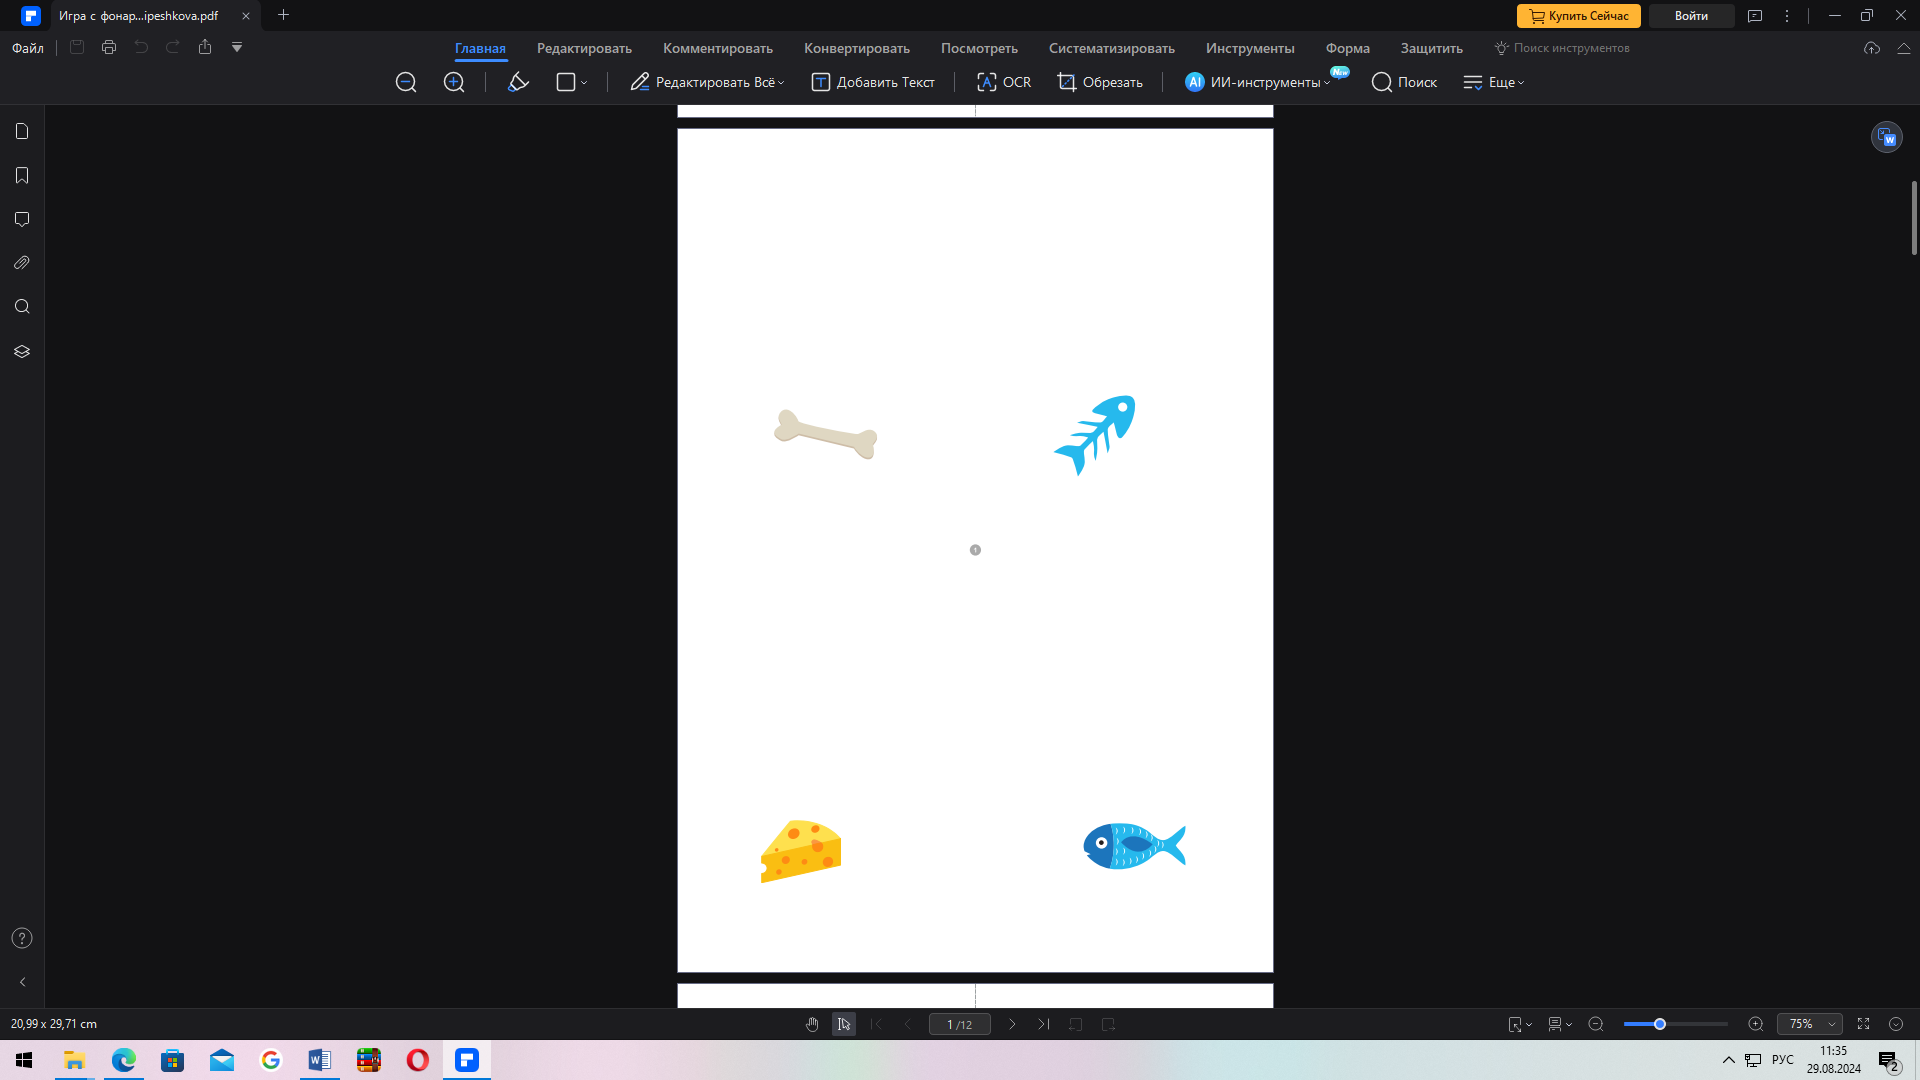 Игра с фонар...ipeshkova.pdf
Купить Сейчас
Войти
Файл
Главная
Редактировать
Комментировать
Конвертировать
Посмотреть
Систематизировать
Инструменты
Форма
Защитить
Поиск инструментов
Редактировать Всё
Добавить Текст
OCR
Обрезать
ИИ-инструменты
New
Поиск
Еще
1
20,99 x 29,71 cm
1 /12
75%
РУС
11:35
29.08.2024
2